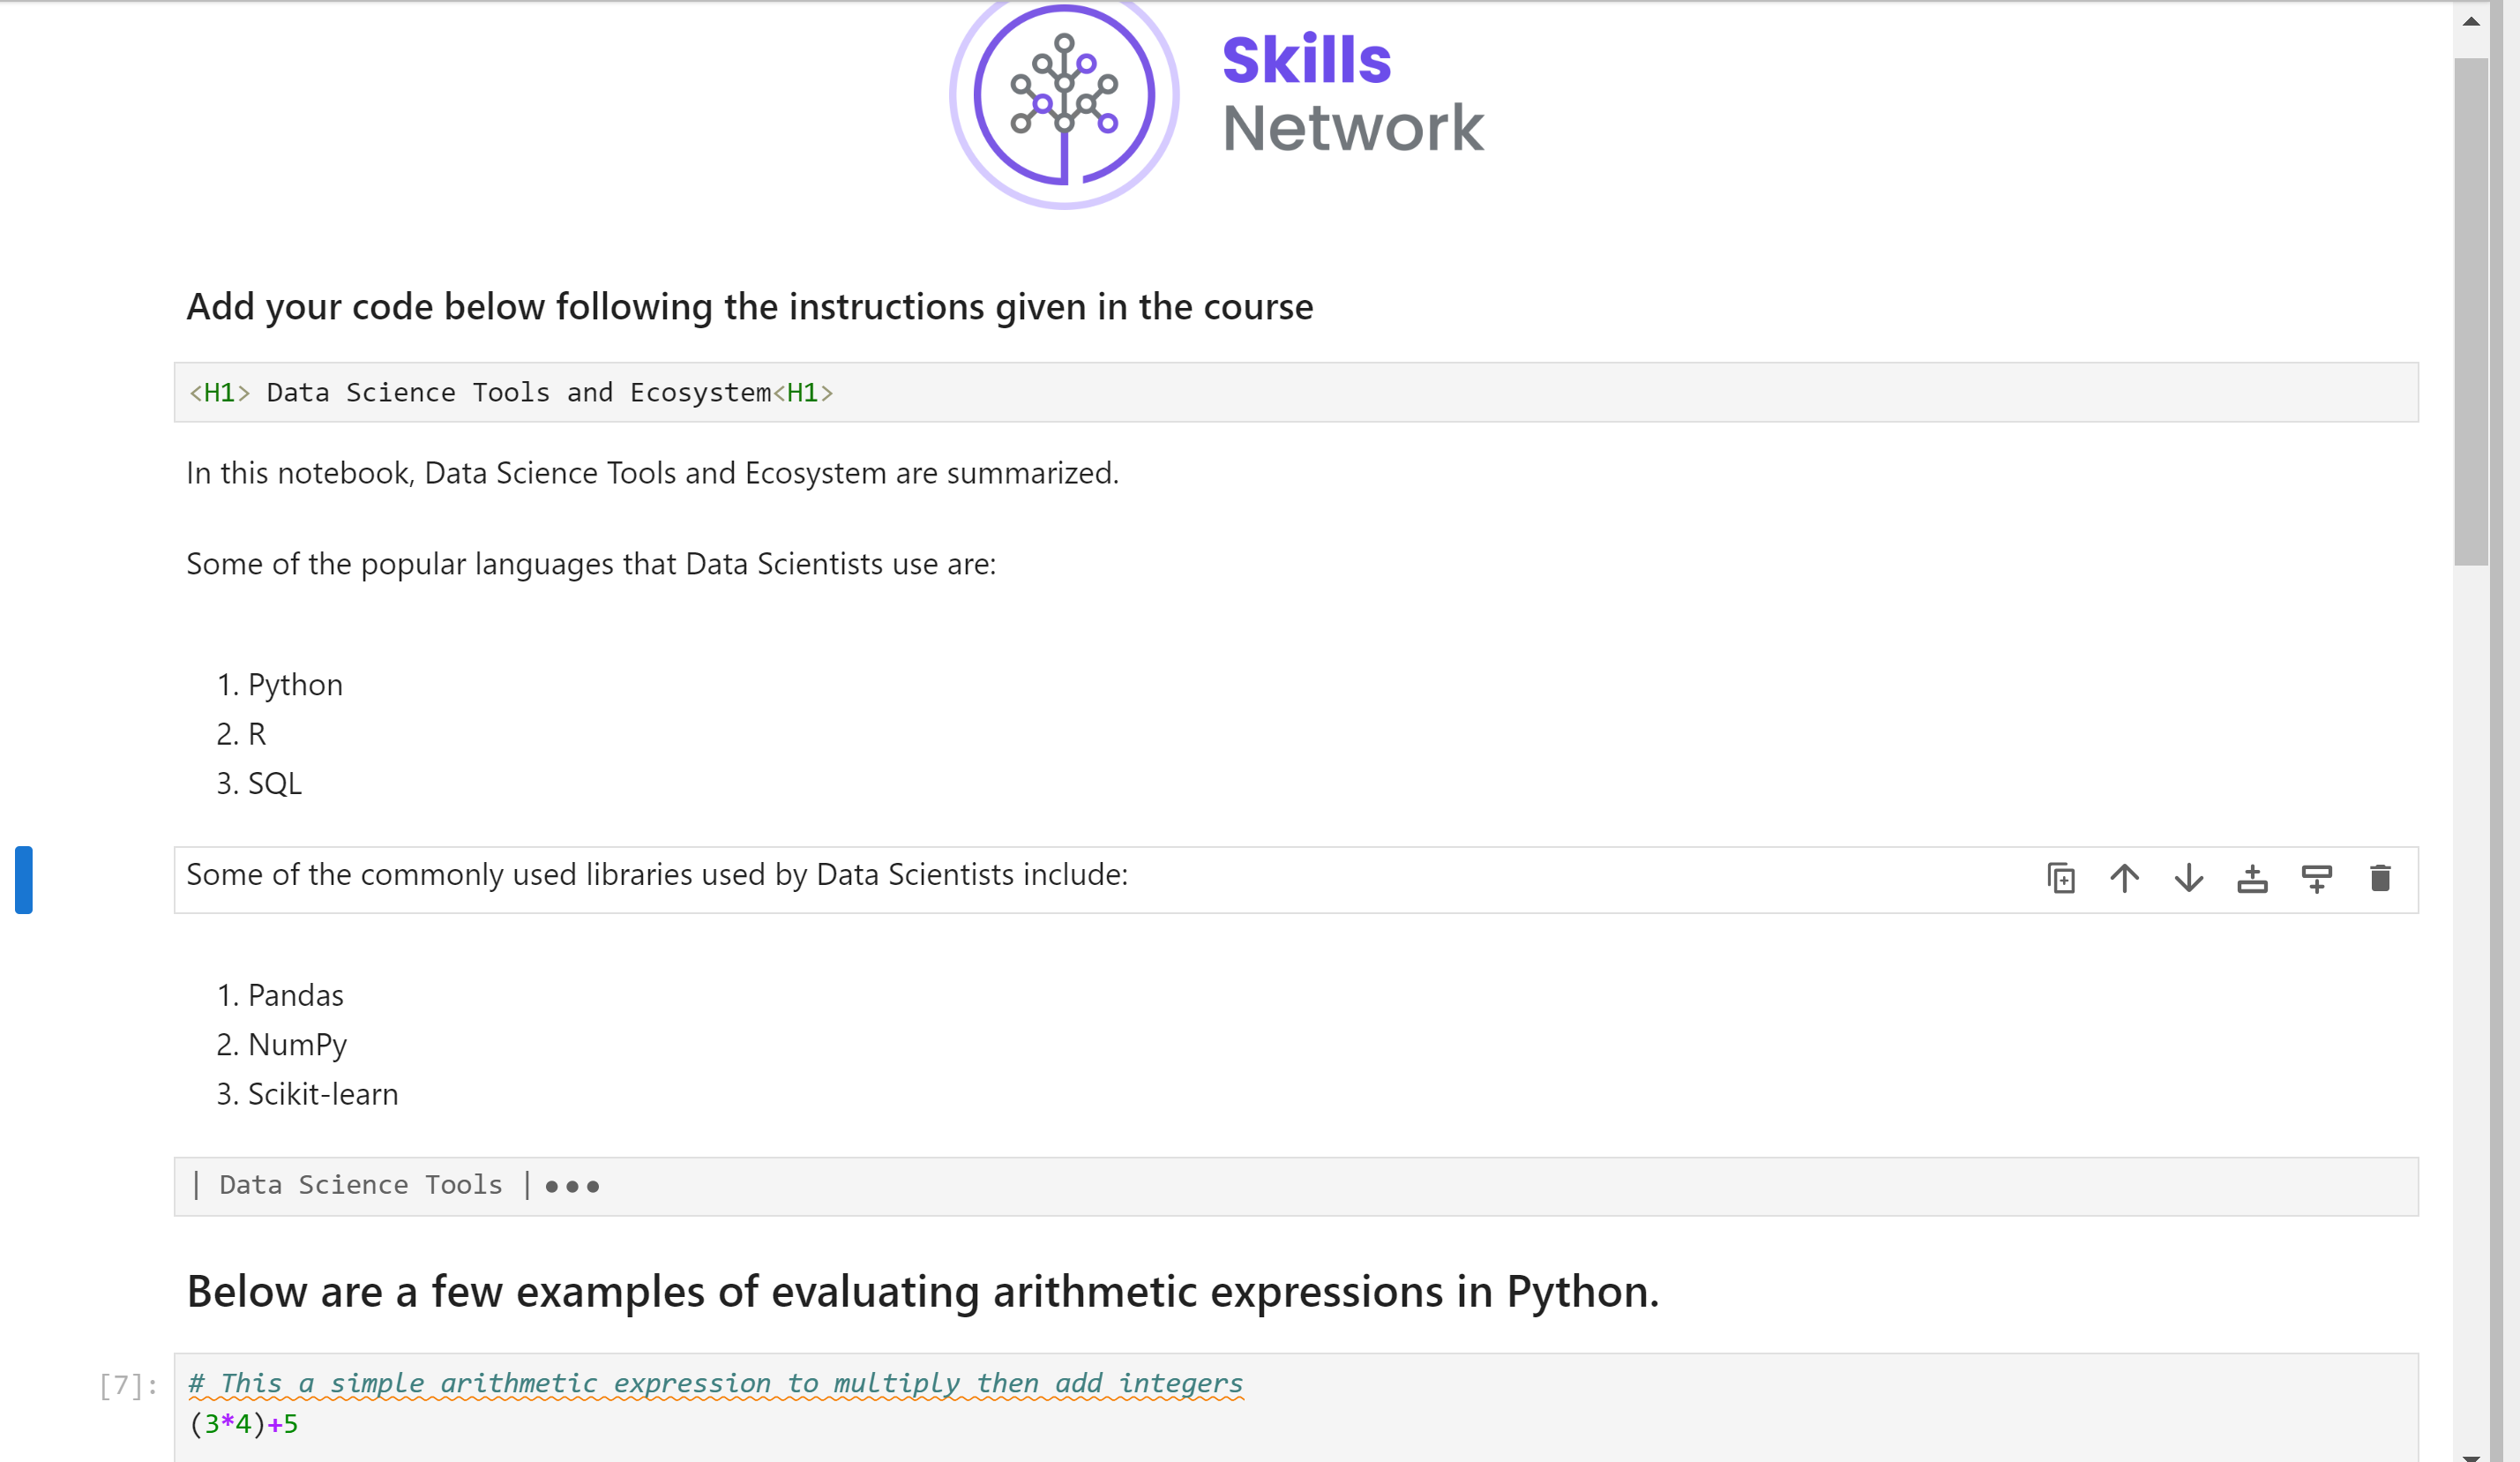 Skills
Network
Add your code below following the instructions given in the course
<H1> Data Science Tools and Ecosystem<H1>
In this notebook, Data Science Tools and Ecosystem are summarized.
Some of the popular languages that Data Scientists use are:
1. Python
2. R
3. SQL
Some of the commonly used libraries used by Data Scientists include:
1. Pandas
2. NumPy
3. Scikit-learn
| Data Science Tools |•••
Below are a few examples of evaluating arithmetic expressions in Python.
[7]: # This a simple arithmetic expression to multiply then add integers
(3*4)+5